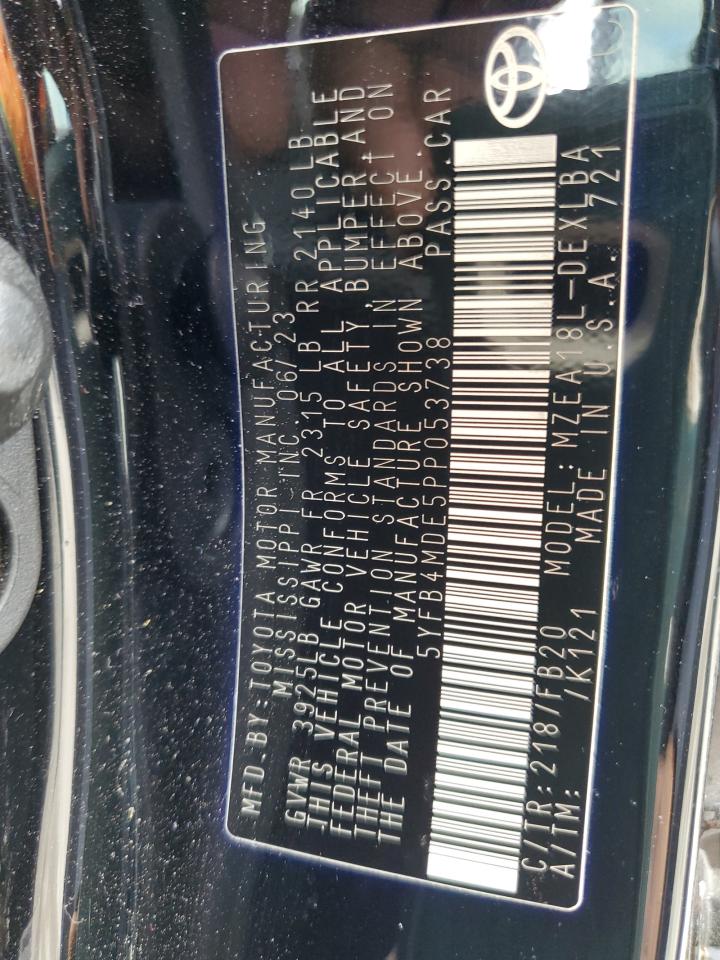 MFD.BY:TOYOTA MOTOR MANUFACTURING
MISSISSIPPI INC 06/23
GVWR 3925LB GAWR FR 2315 LB RR 2140 LB
THIS VEHICLE CONFORMS TO ALL APPLICABLE
FEDERAL MOTOR VEHICLE SAFETY, BUMPER AND
THEFT PREVENTION STANDARDS IN EFFECT ON
THE DATE OF MANUFACTURE SHOWN ABOVE.
5YFB4MDE5PP053738 PASS.CAR
C/TR:2187/FB20 MODEL:MZEA18L-DEXLBA
A/TM: /K121 MADE IN U.S.A. 721